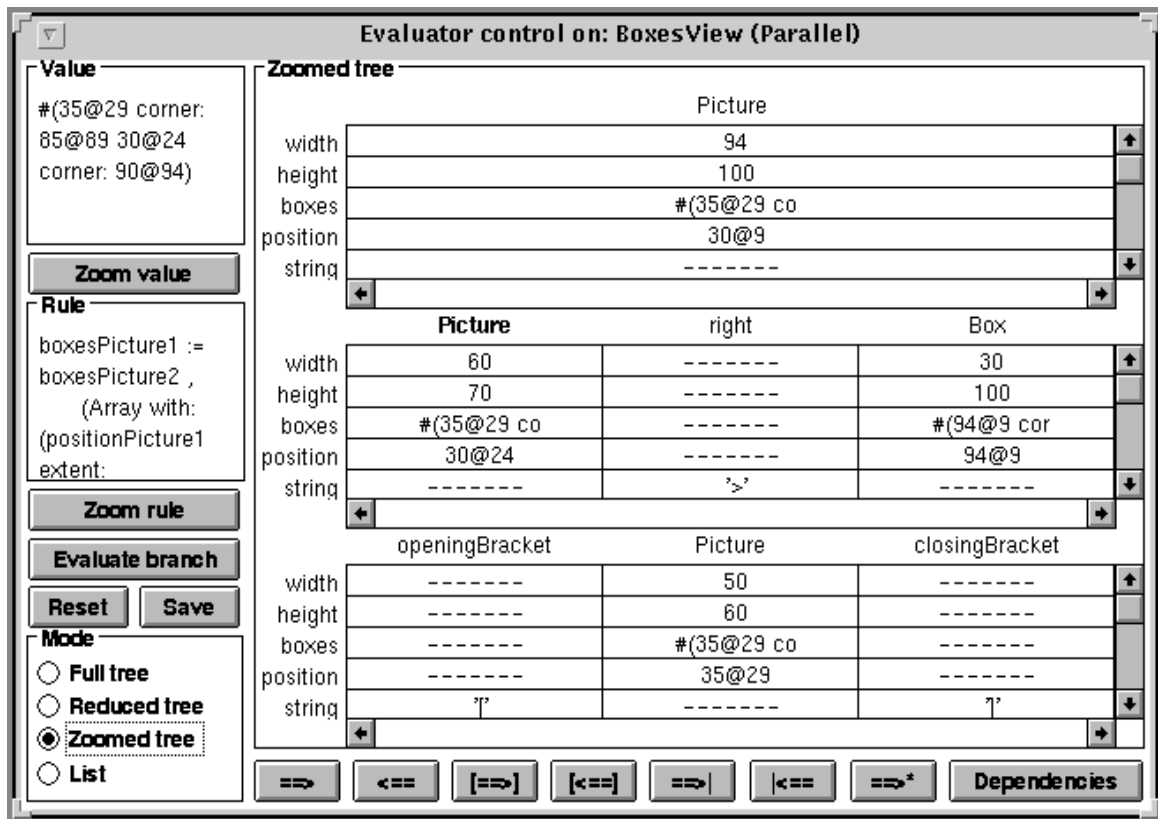 Evaluator control on: BoxesView (Parallel)
Value
#(35@29 corner:
85@89 30@24
corner: 90@94)
Zoom value
Rule
boxesPicture1 :=
boxesPicture2 ,
(Array with:
(positionPicture1
extent:
Zoom rule
Evaluate branch
Reset Save
Mode
Full tree
Reduced tree
Zoomed tree
List
Zoomed tree
Picture
width 94
height 100
boxes #(35@29 co
position 30@9
string -------
Picture right Box
width 60 ------- 30
height 70 ------- 100
boxes #(35@29 co ------- #(94@9 cor
position 30@24 ------- 94@9
string ------- '>' -------
openingBracket Picture closingBracket
width ------- 50 -------
height ------- 60 -------
boxes ------- #(35@29 co -------
position ------- 35@29 -------
string '[' ------- ']'
==> <== [==>] [<==] ==>| |<== ==>* Dependencies